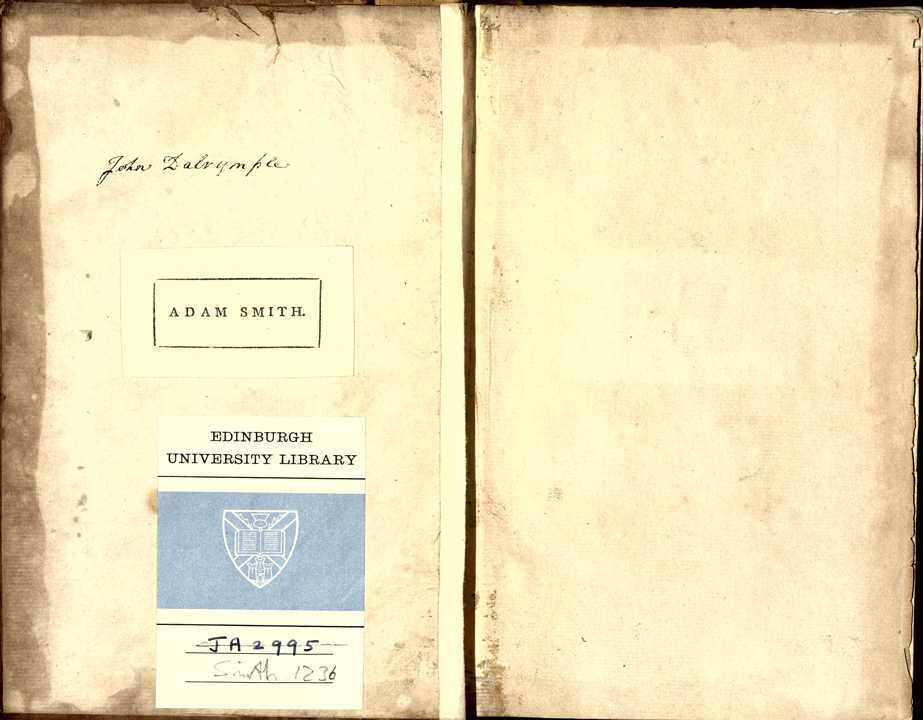 John Dalrymple
ADAM SMITH.
EDINBURGH
UNIVERSITY LIBRARY
JA 2995
Smith 1236